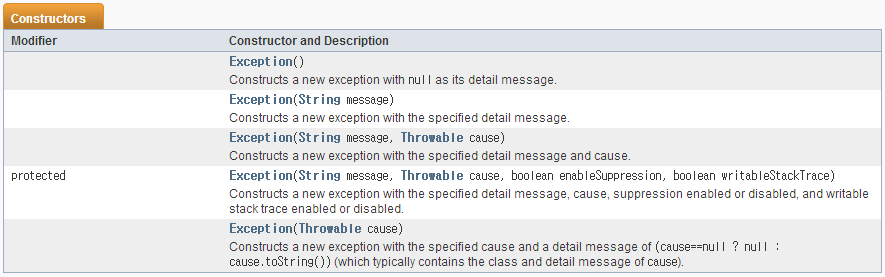 Constructors
Modifier Constructor and Description
Exception()
Constructs a new exception with null as its detail message.
Exception(String message)
Constructs a new exception with the specified detail message.
Exception(String message, Throwable cause)
Constructs a new exception with the specified detail message and cause.
protected Exception(String message, Throwable cause, boolean enableSuppression, boolean writableStackTrace)
Constructs a new exception with the specified detail message, cause, suppression enabled or disabled, and writable
stack trace enabled or disabled.
Exception(Throwable cause)
Constructs a new exception with the specified cause and a detail message of (cause==null ? null :
cause.toString()) (which typically contains the class and detail message of cause).